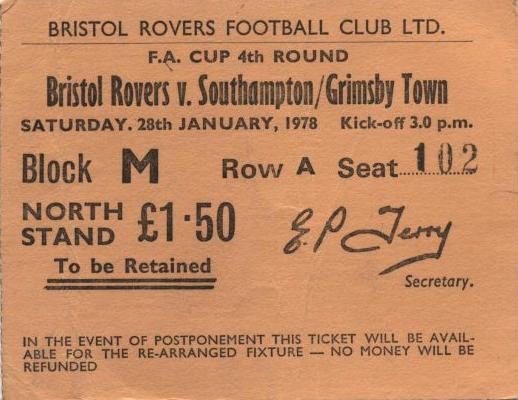 BRISTOL ROVERS FOOTBALL CLUB LTD.
F.A. CUP 4th ROUND
Bristol Rovers v. Southampton/Grimsby Town
SATURDAY. 28th JANUARY, 1978 Kick-off 3.0 p.m.
Block M Row A Seat 102
NORTH STAND £1·50
E.P. Terry
To be Retained
Secretary.
IN THE EVENT OF POSTPONEMENT THIS TICKET WILL BE AVAIL-
ABLE FOR THE RE-ARRANGED FIXTURE — NO MONEY WILL BE
REFUNDED